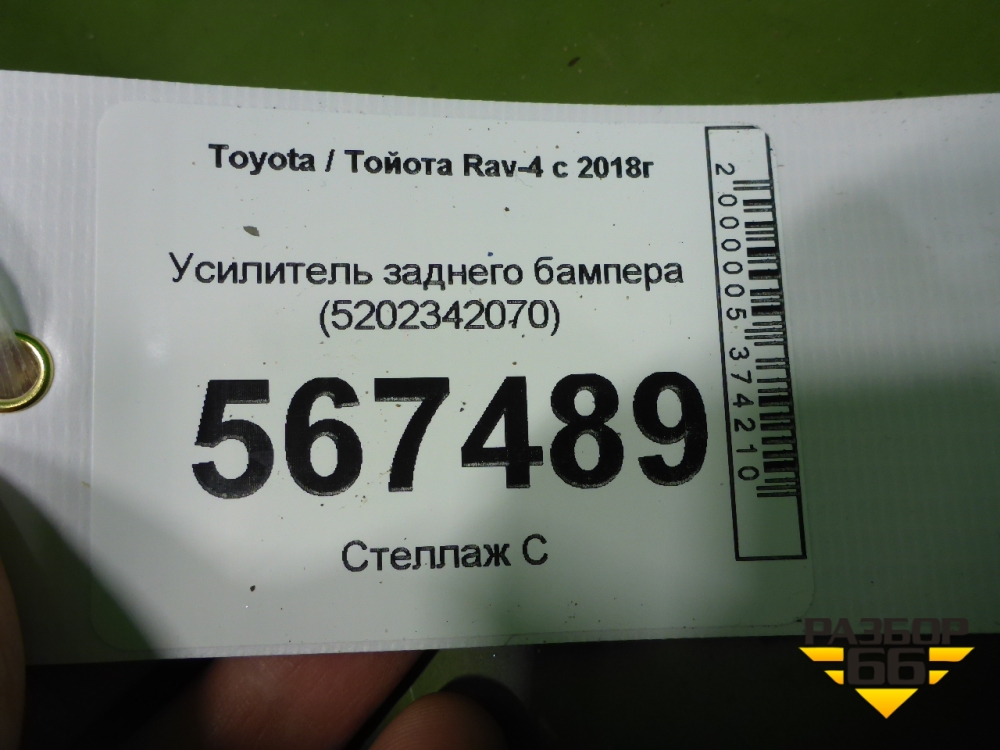 Toyota / Тойота Rav-4 с 2018г
Усилитель заднего бампера
(5202342070)
567489
Стеллаж С
2000005374210
РАЗБОР
66